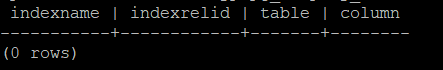 indexname | indexrelid | table | column
-----------+------------+-------+--------
(0 rows)